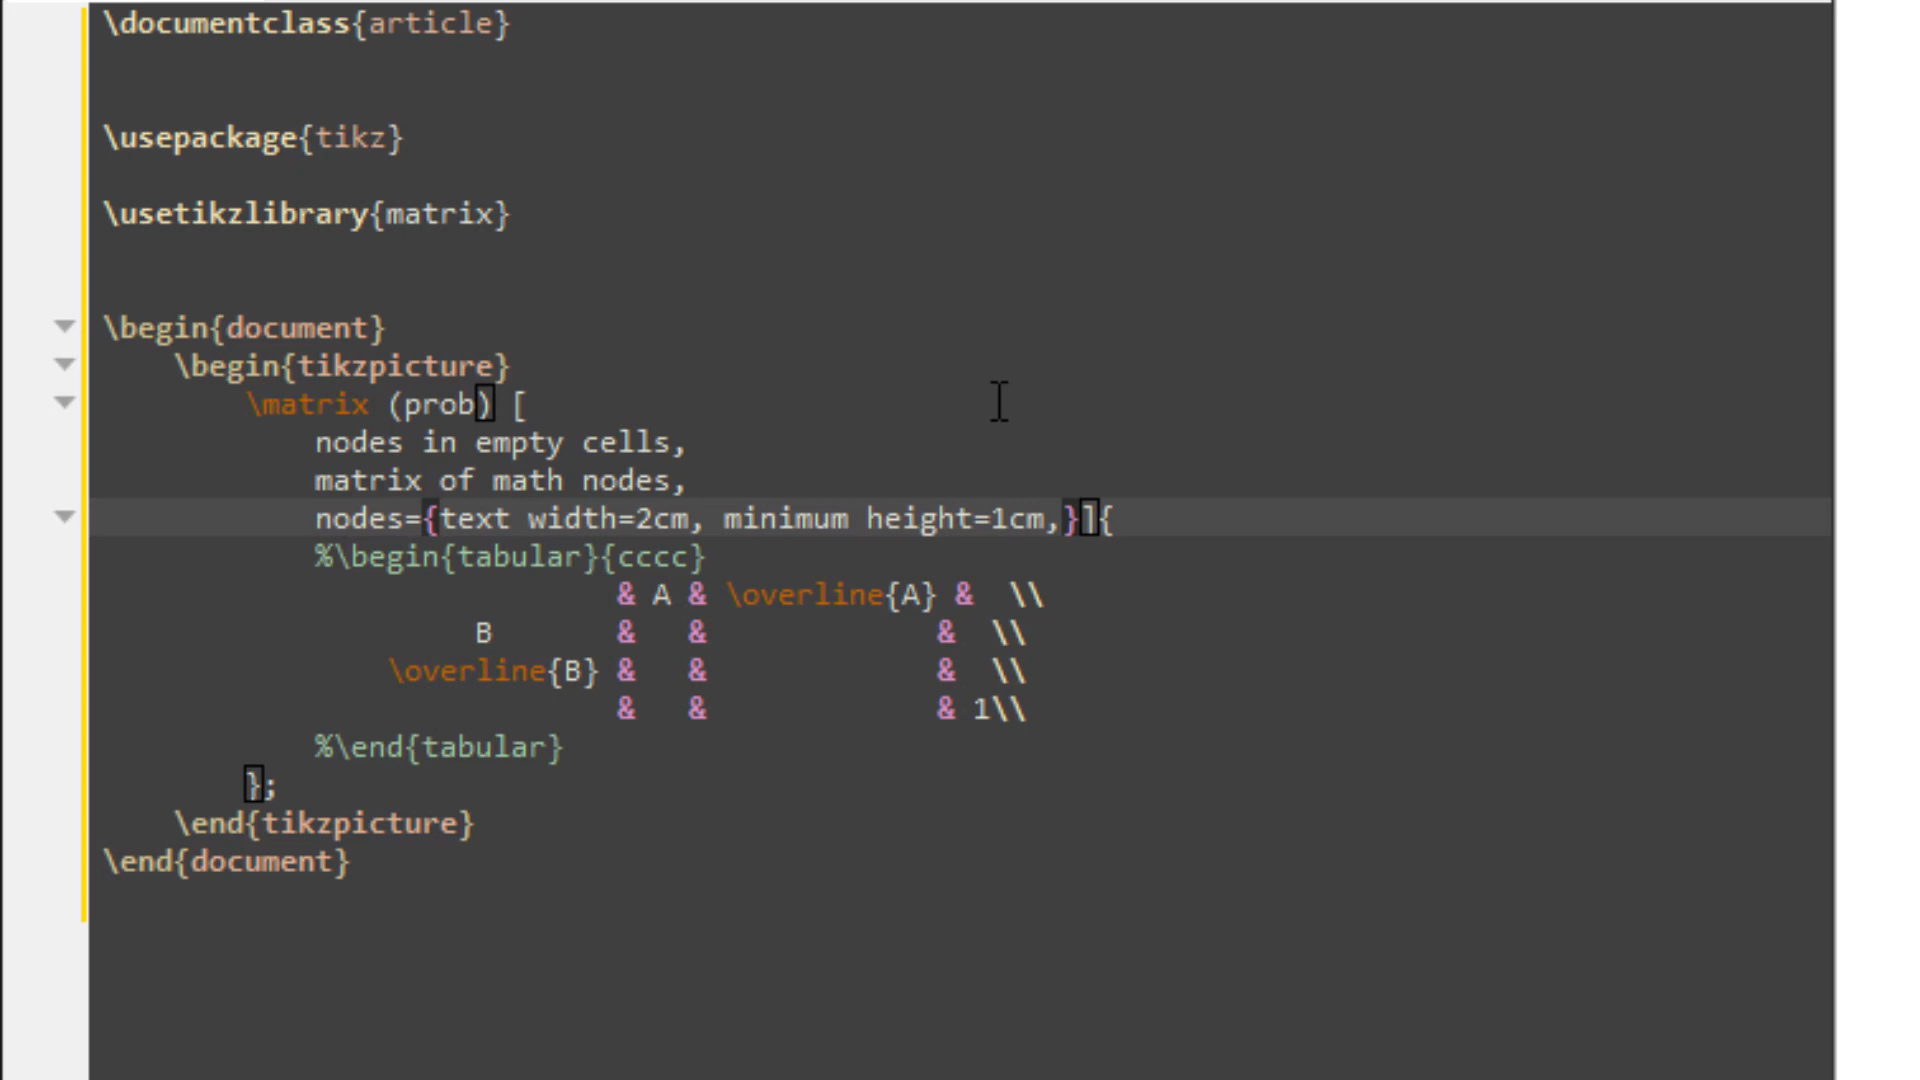 \documentclass{article}
\usepackage{tikz}
\usetikzlibrary{matrix}
\begin{document}
\begin{tikzpicture}
\matrix (prob) [
nodes in empty cells,
matrix of math nodes,
nodes={text width=2cm, minimum height=1cm,}]{
%\begin{tabular}{cccc}
& A & \overline{A} & \\
B & & & \\
\overline{B} & & & \\
& & & 1\\
%\end{tabular}
};
\end{tikzpicture}
\end{document}